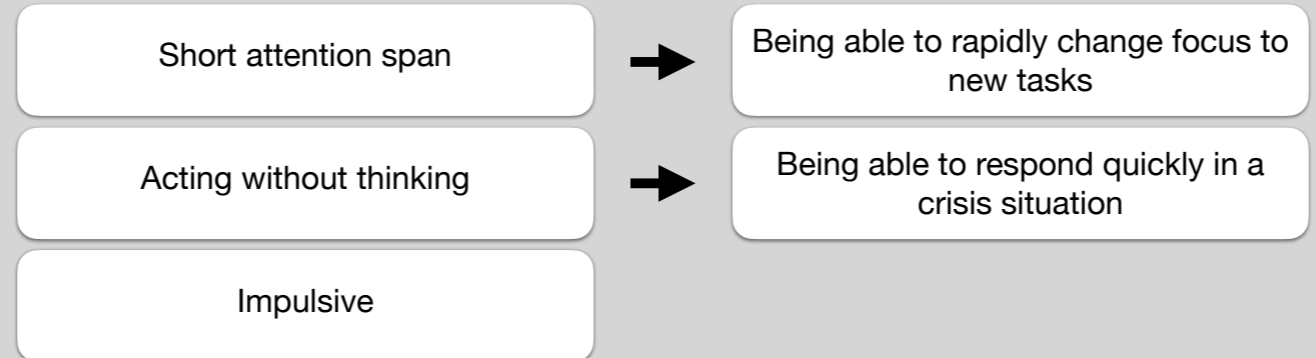 Short attention span
Being able to rapidly change focus to
new tasks
Acting without thinking
Being able to respond quickly in a
crisis situation
Impulsive